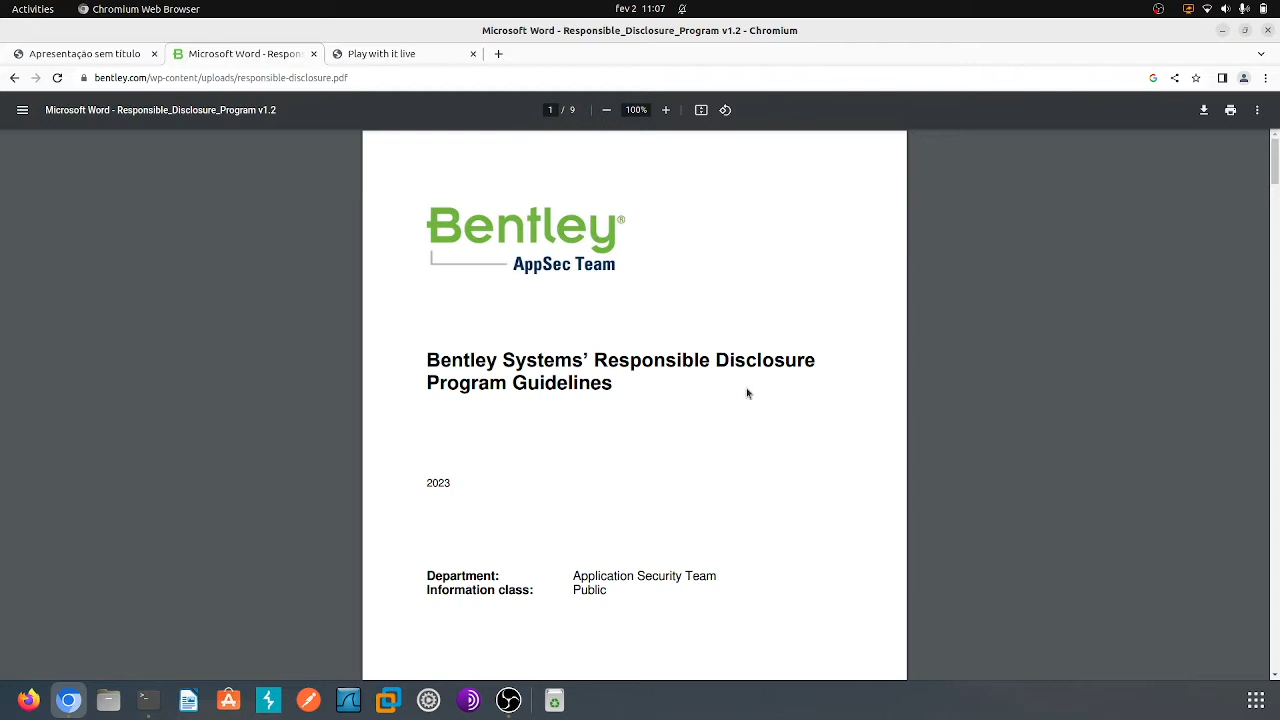 Activities
Chromium Web Browser
fev 2 11:07
Microsoft Word - Responsible_Disclosure_Program v1.2 - Chromium
Apresentação sem título
Microsoft Word - Respon
Play with it live
bentley.com/wp-content/uploads/responsible-disclosure.pdf
Microsoft Word - Responsible_Disclosure_Program v1.2
1 / 9
100%
Bentley®
AppSec Team
Bentley Systems’ Responsible Disclosure
Program Guidelines
2023
Department: Application Security Team
Information class: Public